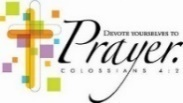 DEVOTE YOURSELVES TO
Prayer.
COLOSSIANS 4:2